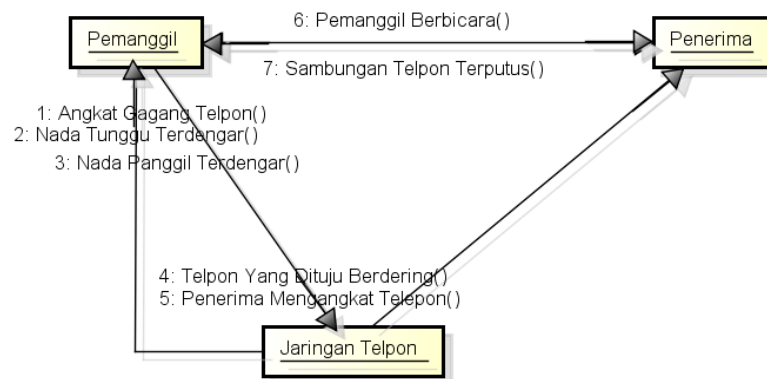 6: Pemanggil Berbicara()
Pemanggil
Penerima
7: Sambungan Telpon Terputus()
1: Angkat Gagang Telpon()
2: Nada Tunggu Terdengar()
3: Nada Panggil Terdengar()
4: Telpon Yang Dituju Berdering()
5: Penerima Mengangkat Telepon()
Jaringan Telpon